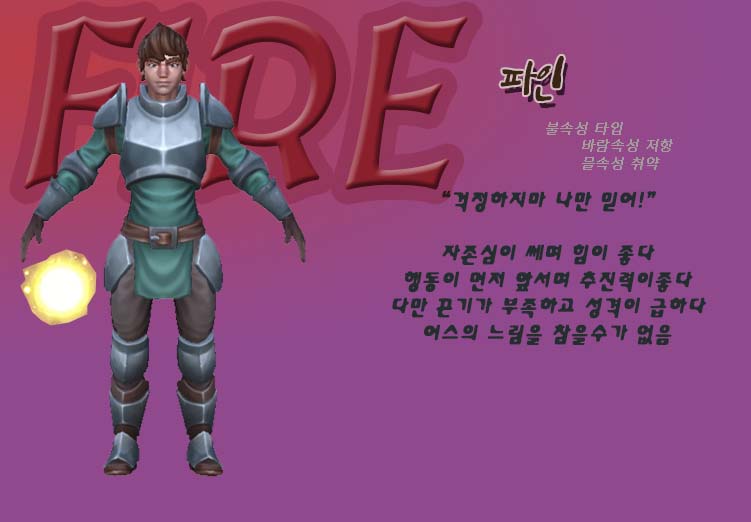 FIRE
파인
불속성 타입
바람속성 저항
물속성 취약
“걱정하지마 나만 믿어!”
자존심이 쎄며 힘이 좋다
행동이 먼저 앞서며 추진력이좋다
다만 끈기가 부족하고 성격이 급하다
어스의 느림을 참을수가 없음